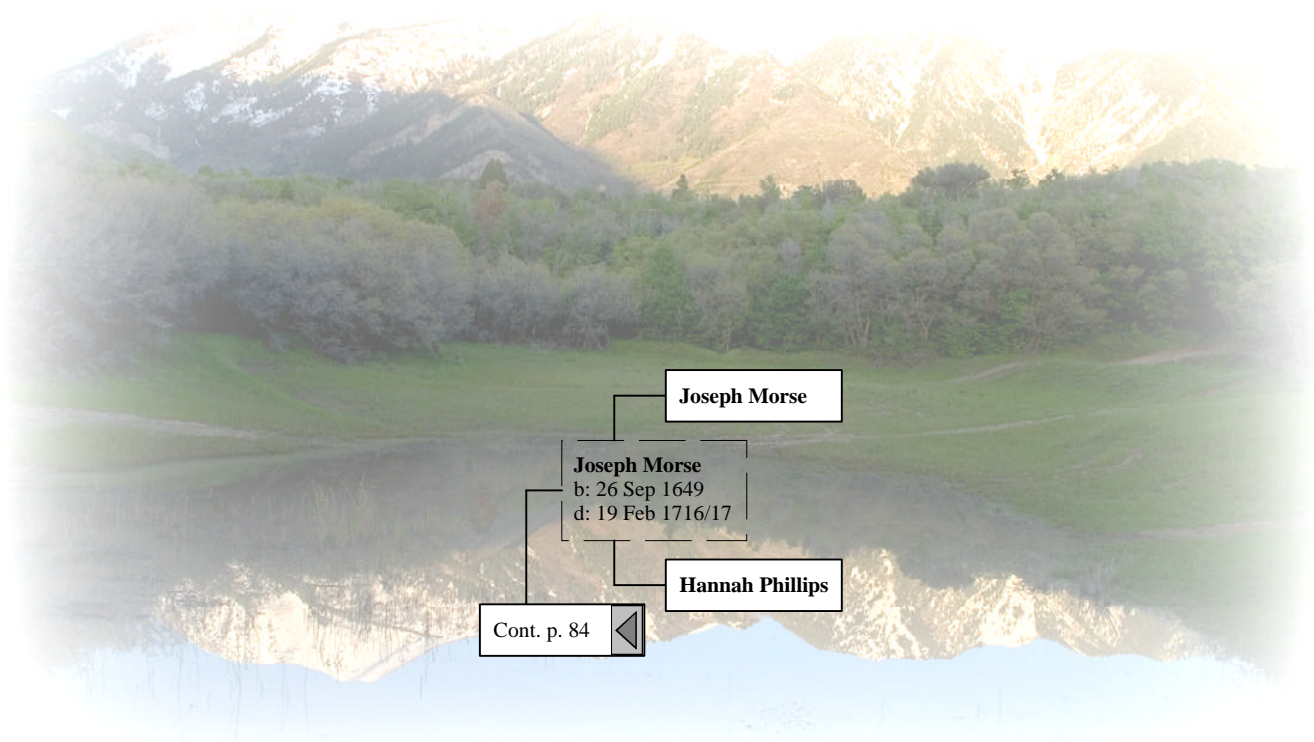 Joseph Morse
Joseph Morse
b: 26 Sep 1649
d: 19 Feb 1716/17
Hannah Phillips
Cont. p. 84